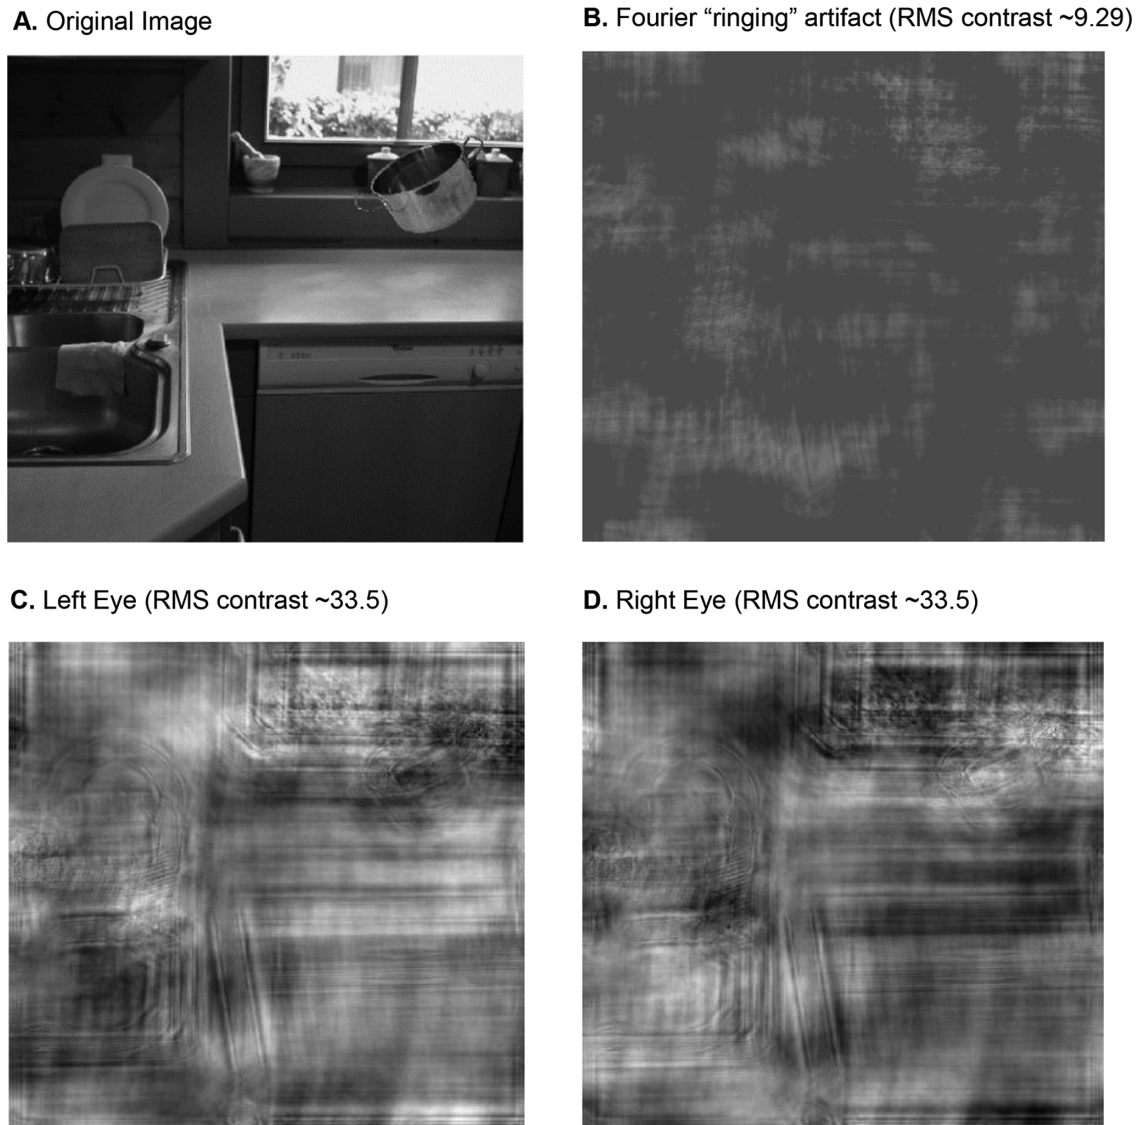 A. Original Image
B. Fourier “ringing” artifact (RMS contrast ~9.29)
C. Left Eye (RMS contrast ~33.5)
D. Right Eye (RMS contrast ~33.5)